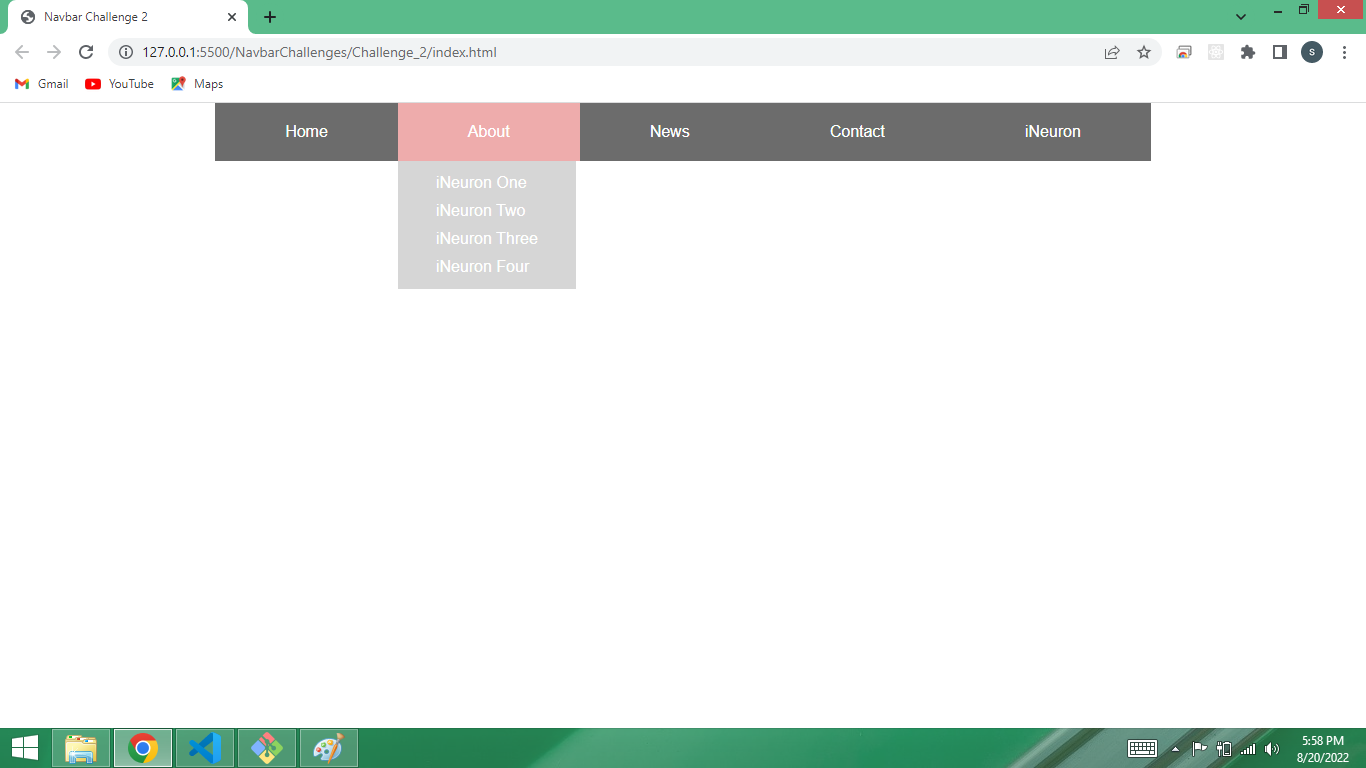 Navbar Challenge 2
127.0.0.1:5500/NavbarChallenges/Challenge_2/index.html
S
Gmail YouTube Maps
Home About News Contact iNeuron
iNeuron One
iNeuron Two
iNeuron Three
iNeuron Four
5:58 PM
8/20/2022